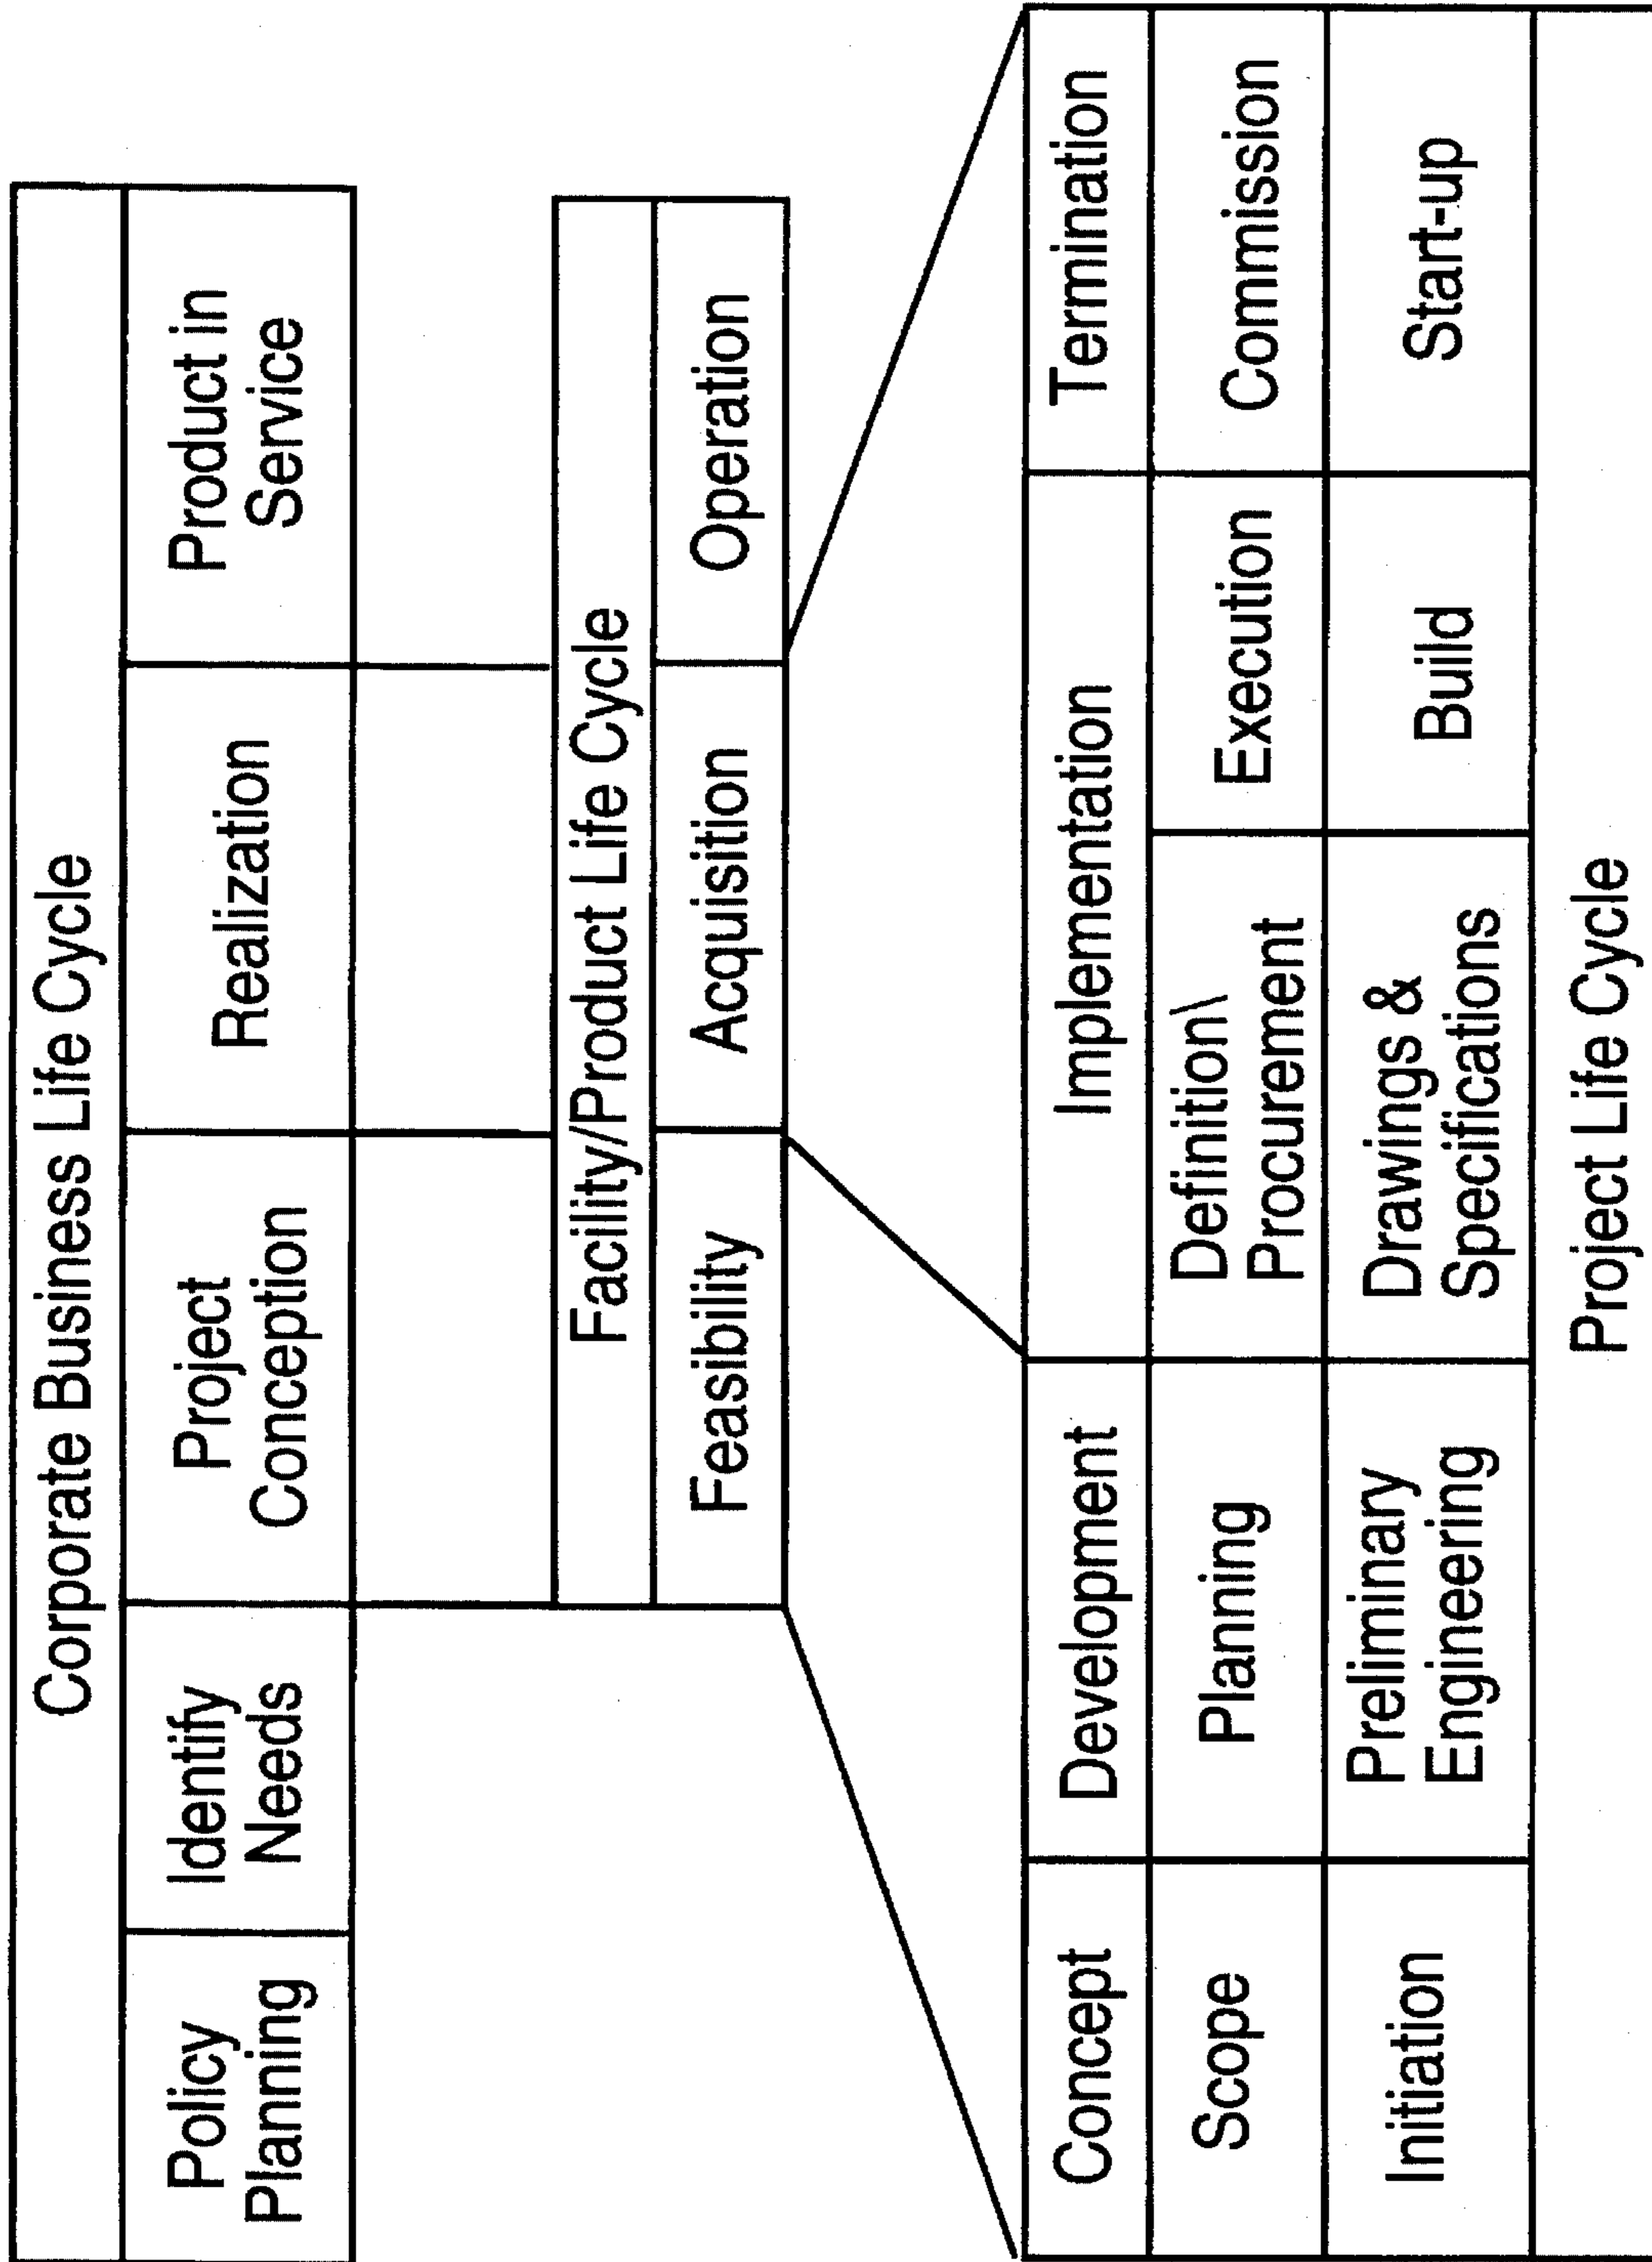 Corporate Business Life Cycle
Policy
Planning
Identify
Needs
Project
Conception
Realization
Product in
Service
Facility/Product Life Cycle
Feasibility
Acquisition
Operation
Concept
Development
Implementation
Termination
Scope
Planning
Definition\
Procurement
Execution
Commission
Initiation
Preliminary
Engineering
Drawings &
Specifications
Build
Start-up
Project Life Cycle